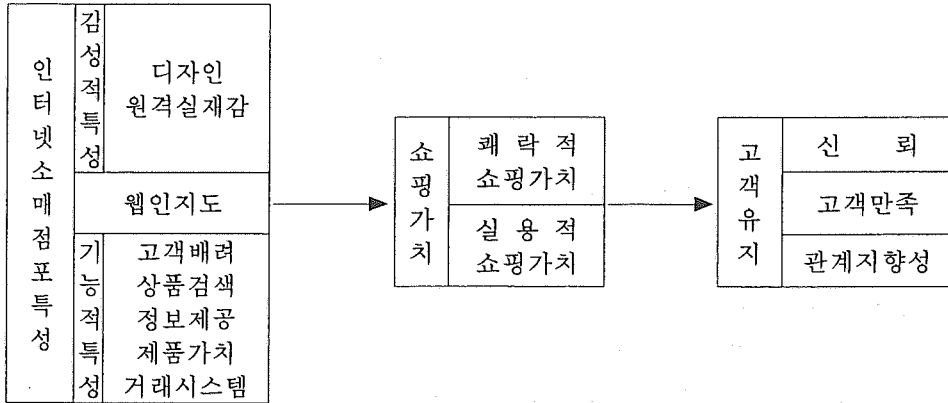 인터넷소매점포특성
감성적특성
디자인
원격실재감
웹인지도
기능적특성
고객배려
상품검색
정보제공
제품가치
거래시스템
쇼핑가치
쾌 락 적
쇼핑가치
실 용 적
쇼핑가치
고객유지
신 뢰
고객만족
관계지향성